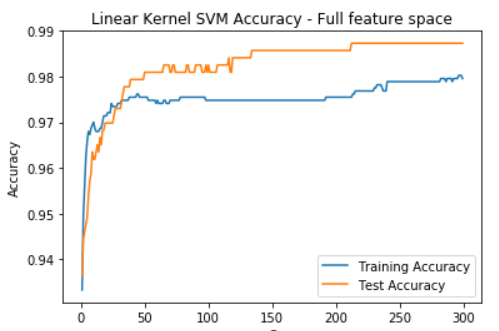 Linear Kernel SVM Accuracy - Full feature space
0.99
0.98
0.97
0.96
0.95
0.94
Accuracy
Training Accuracy
Test Accuracy
0 50 100 150 200 250 300